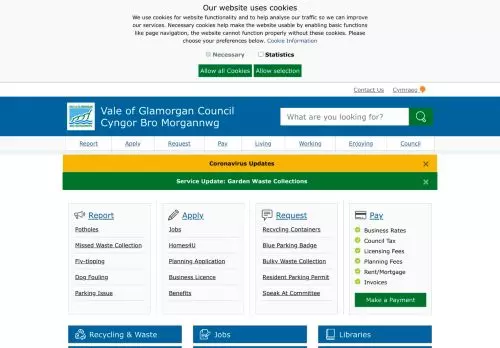 Our website uses cookies
We use cookies for website functionality and to help analyse our traffic so we can improve
our services. Necessary cookies help make the website usable by enabling basic functions
like page navigation, the website cannot function properly without these cookies. Please
choose your preferences below. Cookie Information
Necessary Statistics
Allow all Cookies Allow selection
Contact Us Cymraeg
Vale of Glamorgan Council
Cyngor Bro Morgannwg
What are you looking for?
Report Apply Request Pay Living Working Enjoying Council
Coronavirus Updates ×
Service Update: Garden Waste Collections ×
Report
Potholes
Missed Waste Collection
Fly-tipping
Dog Fouling
Parking Issue
Apply
Jobs
Homes4U
Planning Application
Business Licence
Benefits
Request
Recycling Containers
Blue Parking Badge
Bulky Waste Collection
Resident Parking Permit
Speak At Committee
Pay
Business Rates
Council Tax
Licensing Fees
Planning Fees
Rent/Mortgage
Invoices
Make a Payment
Recycling & Waste
Jobs
Libraries